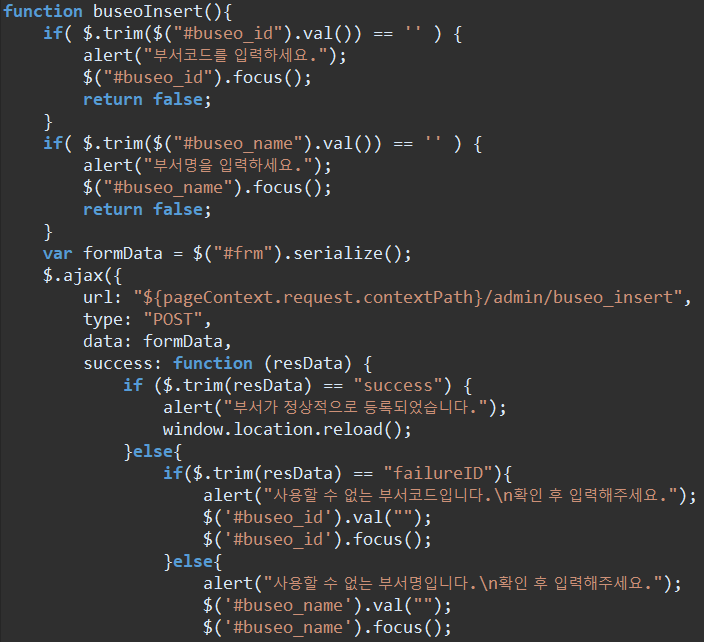 function buseoInsert(){
    if( $.trim($("#buseo_id").val()) == '' ) {
        alert("부서코드를 입력하세요.");
        $("#buseo_id").focus();
        return false;
    }
    if( $.trim($("#buseo_name").val()) == '' ) {
        alert("부서명을 입력하세요.");
        $("#buseo_name").focus();
        return false;
    }
    var formData = $("#frm").serialize();
    $.ajax({
        url: "${pageContext.request.contextPath}/admin/buseo_insert",
        type: "POST",
        data: formData,
        success: function (resData) {
            if ($.trim(resData) == "success") {
                alert("부서가 정상적으로 등록되었습니다.");
                window.location.reload();
            }else{
                if($.trim(resData) == "failureID"){
                    alert("사용할 수 없는 부서코드입니다.\n확인 후 입력해주세요.");
                    $('#buseo_id').val("");
                    $('#buseo_id').focus();
                }else{
                    alert("사용할 수 없는 부서명입니다.\n확인 후 입력해주세요.");
                    $('#buseo_name').val("");
                    $('#buseo_name').focus();